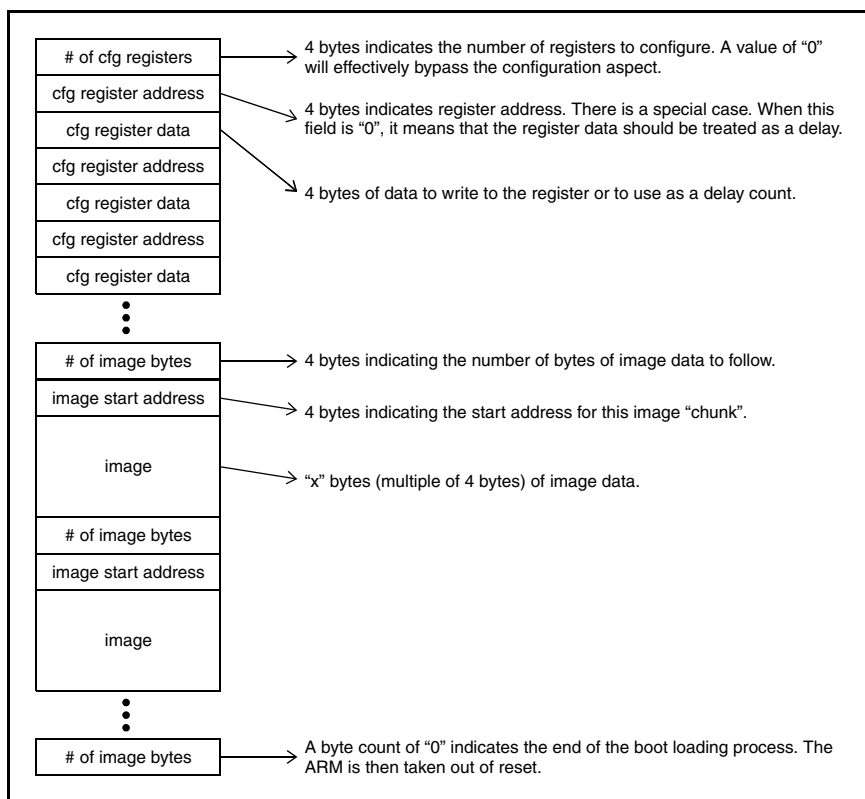 # of cfg registers
4 bytes indicates the number of registers to configure. A value of “0”
will effectively bypass the configuration aspect.
cfg register address
4 bytes indicates register address. There is a special case. When this
field is “0”, it means that the register data should be treated as a delay.
cfg register data
4 bytes of data to write to the register or to use as a delay count.
cfg register address
cfg register data
cfg register address
cfg register data
# of image bytes
4 bytes indicating the number of bytes of image data to follow.
image start address
4 bytes indicating the start address for this image “chunk”.
image
“x” bytes (multiple of 4 bytes) of image data.
# of image bytes
image start address
image
# of image bytes
A byte count of “0” indicates the end of the boot loading process. The
ARM is then taken out of reset.